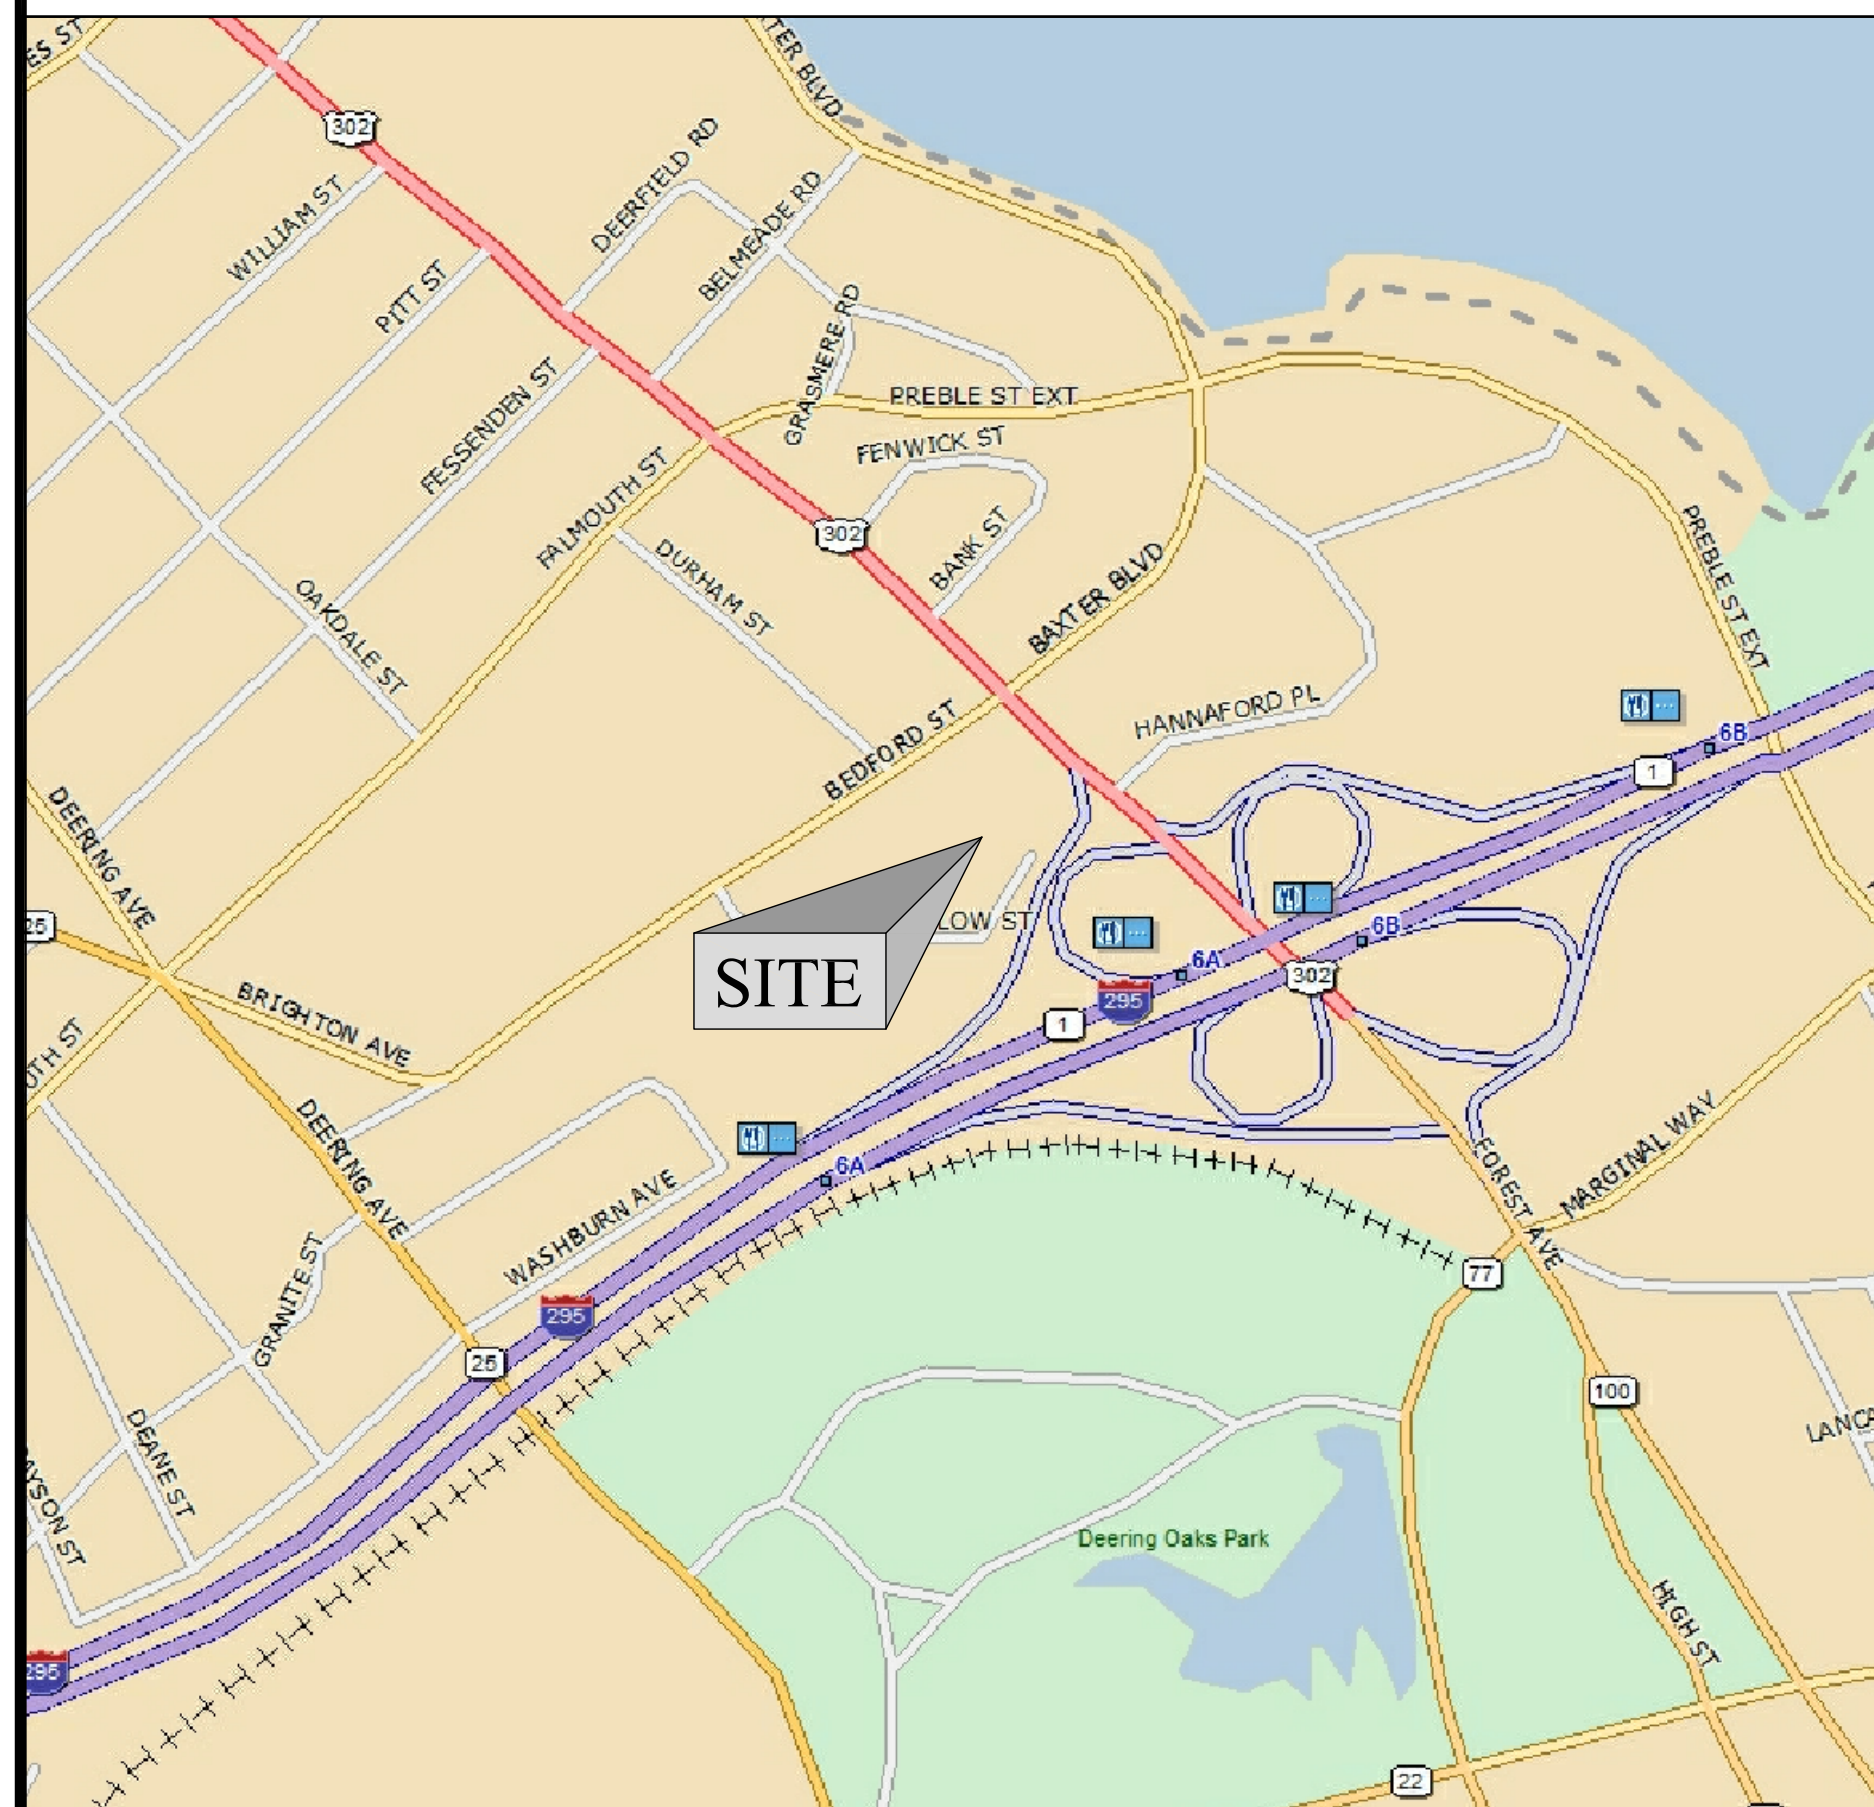 ES ST
TER BLVD
302
WILLIAM ST
DEERFIELD RD
BELMEADE RD
PITT ST
GRASMERE RD
FESSENDEN ST
PREBLE ST EXT
FENWICK ST
FALMOUTH ST
302
DURHAM ST
BANK ST
BAXTER BLVD
PREBLE ST EXT
OAKDALE ST
BEDFORD ST
HANNAFORD PL
6B
1
DEERING AVE
25
LOW ST
6A
6B
SITE
302
295
1
BRIGHTON AVE
OTH ST
DEERING AVE
6A
WASHBURN AVE
FOREST AVE
MARGINAL WAY
GRANITE ST
77
295
25
100
DEANE ST
LANCA
AYSON ST
Deering Oaks Park
HIGH ST
295
22